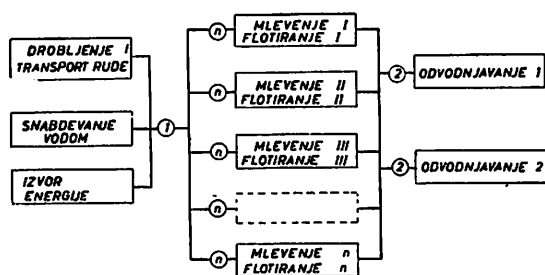 DROBLJENJE I
TRANSPORT RUDE
SNABDEVANJE
VODOM
IZVOR
ENERGIJE
1
n
MLEVENJE I
FLOTIRANJE I
n
MLEVENJE II
FLOTIRANJE II
n
MLEVENJE III
FLOTIRANJE III
n
n
MLEVENJE n
FLOTIRANJE n
2
ODVODNJAVANJE 1
2
ODVODNJAVANJE 2